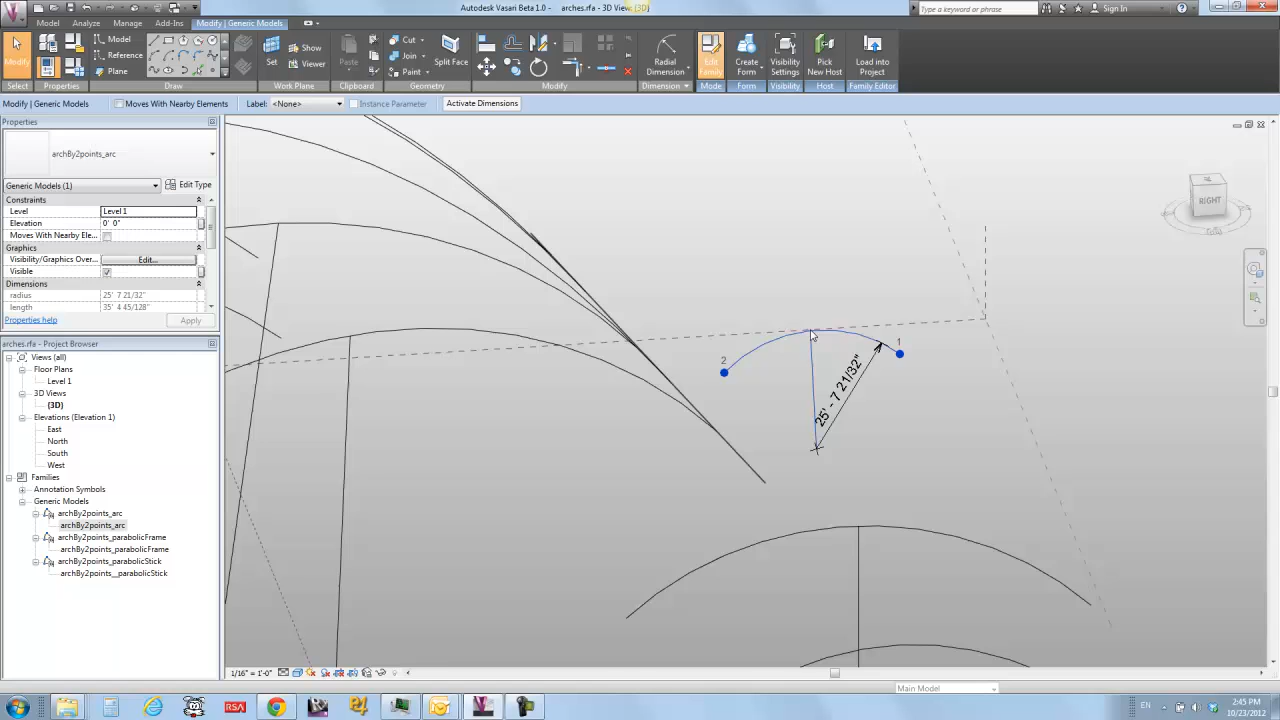 Autodesk Vasari Beta 1.0 - arches.rfa - 3D View: {3D}
Type a keyword or phrase
Sign In
Model
Analyze
Manage
Add-Ins
Modify | Generic Models
Modify
Model
Reference
Plane
Set
Show
Viewer
Paste
Cut
Join
Paint
Split Face
Radial
Dimension
Edit
Family
Create
Form
Visibility
Settings
Pick
New Host
Load into
Project
Select
Properties
Draw
Work Plane
Clipboard
Geometry
Modify
Dimension
Mode
Form
Visibility
Host
Family Editor
Modify | Generic Models
Moves With Nearby Elements
Label:
<None>
Instance Parameter
Activate Dimensions
Properties
archBy2points_arc
Generic Models (1)
Edit Type
Constraints
Level
Level 1
Elevation
0' 0"
Moves With Nearby Ele...
Graphics
Visibility/Graphics Over...
Edit...
Visible
Dimensions
radius
25' 7 21/32"
length
35' 4 45/128"
Properties help
Apply
arches.rfa - Project Browser
Views (all)
Floor Plans
Level 1
3D Views
{3D}
Elevations (Elevation 1)
East
North
South
West
Families
Annotation Symbols
Generic Models
archBy2points_arc
archBy2points_arc
archBy2points_parabolicFrame
archBy2points_parabolicFrame
archBy2points_parabolicStick
archBy2points__parabolicStick
RIGHT
2
1
25' - 7 21/32"
1/16" = 1'-0"
Main Model
RSA
EN
2:45 PM
10/23/2012